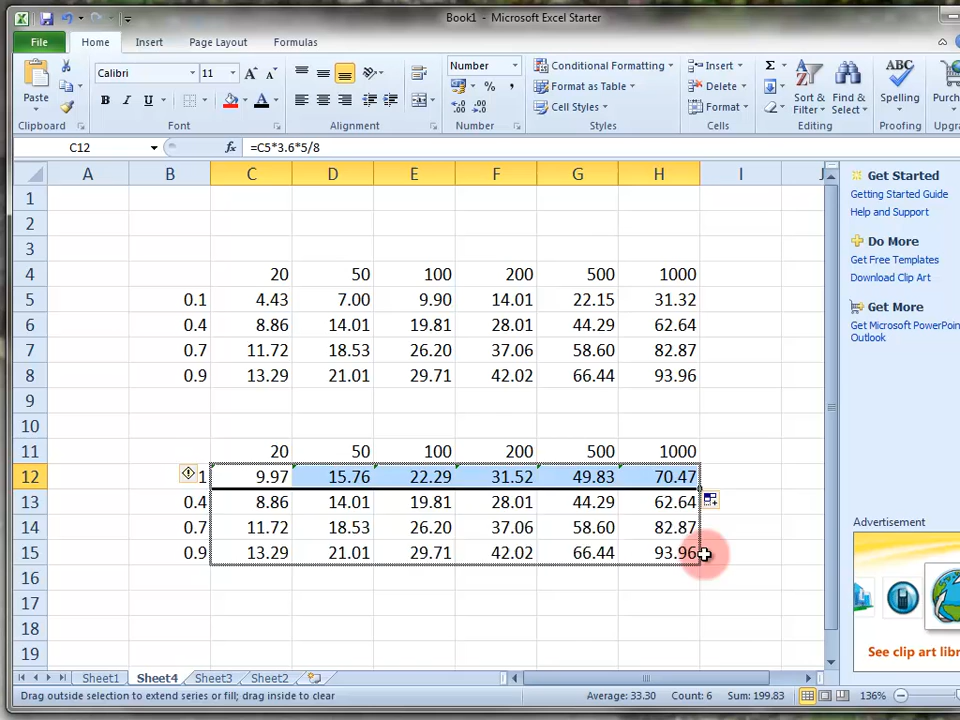 Book1 - Microsoft Excel Starter
File Home Insert Page Layout Formulas
Paste
Clipboard
Calibri 11 A A
B I U A
Font
Alignment
Number
% ,
.00 .0
Number
Conditional Formatting
Format as Table
Cell Styles
Styles
Insert
Delete
Format
Cells
Σ
Sort & Filter
Find & Select
Editing
ABC
Spelling
Proofing
Purch
Upgra
C12 fx =C5*3.6*5/8
A B C D E F G H I J
1
2
3
4 20 50 100 200 500 1000
5 0.1 4.43 7.00 9.90 14.01 22.15 31.32
6 0.4 8.86 14.01 19.81 28.01 44.29 62.64
7 0.7 11.72 18.53 26.20 37.06 58.60 82.87
8 0.9 13.29 21.01 29.71 42.02 66.44 93.96
9
10
11 20 50 100 200 500 1000
12 1 9.97 15.76 22.29 31.52 49.83 70.47
13 0.4 8.86 14.01 19.81 28.01 44.29 62.64
14 0.7 11.72 18.53 26.20 37.06 58.60 82.87
15 0.9 13.29 21.01 29.71 42.02 66.44 93.96
16
17
18
19
Get Started
Getting Started Guide
Help and Support
Do More
Get Free Templates
Download Clip Art
Get More
Get Microsoft PowerPoin
Outlook
Advertisement
See clip art libr
Sheet1 Sheet4 Sheet3 Sheet2
Drag outside selection to extend series or fill; drag inside to clear Average: 33.30 Count: 6 Sum: 199.83 136%